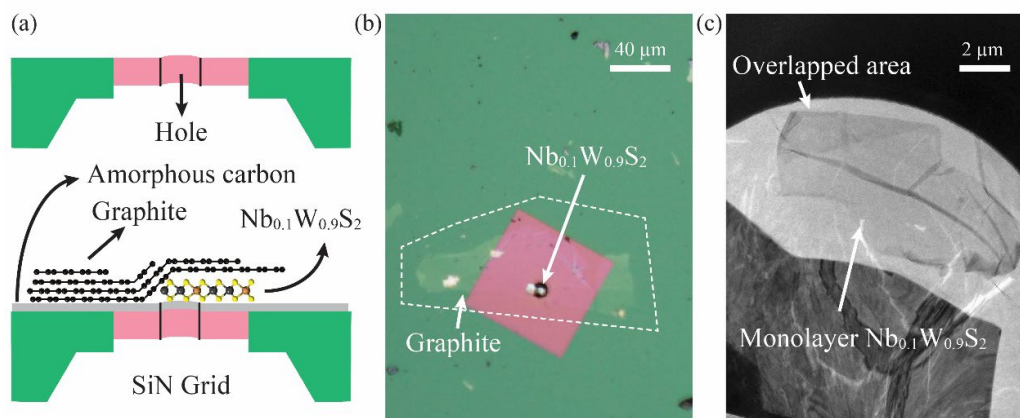 (a)
Hole
Amorphous carbon
Graphite
Nb₀.₁W₀.₉S₂
SiN Grid
(b)
40 μm
Nb₀.₁W₀.₉S₂
Graphite
(c)
2 μm
Overlapped area
Monolayer Nb₀.₁W₀.₉S₂